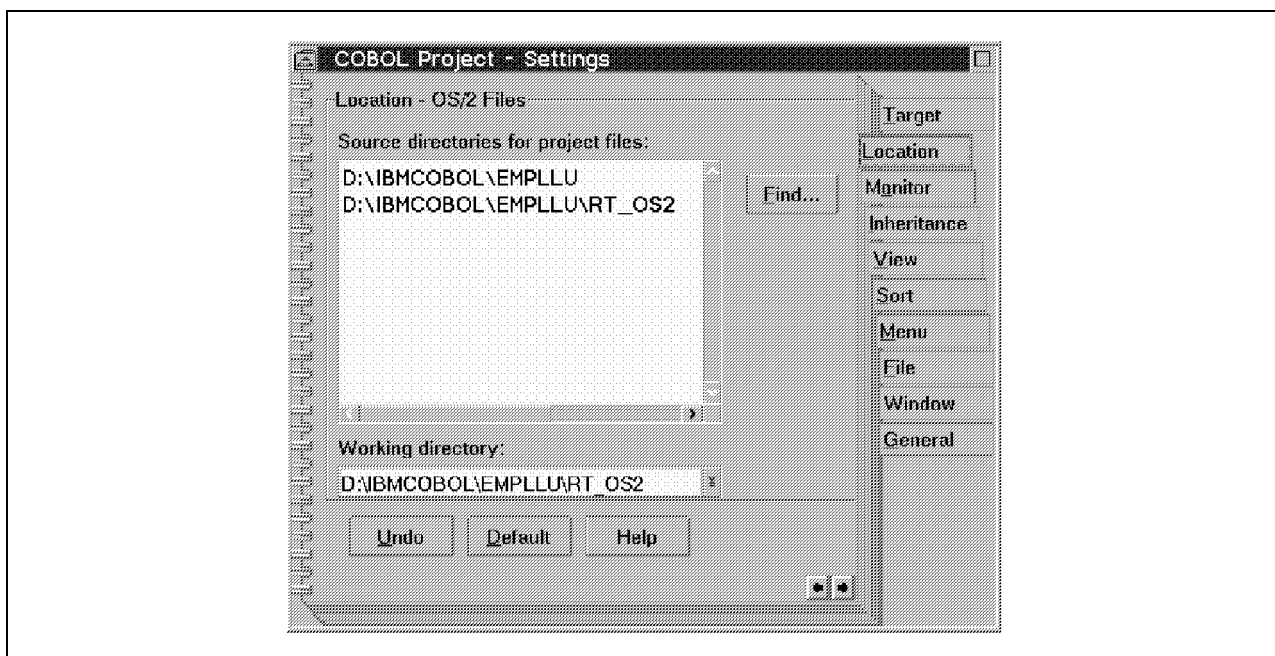 COBOL Project - Settings
Location - OS/2 Files
Source directories for project files:
D:\IBMCOBOL\EMPLLU
D:\IBMCOBOL\EMPLLU\RT_OS2
Find...
Working directory:
D:\IBMCOBOL\EMPLLU\RT_OS2
Undo
Default
Help
Target
Location
Monitor
Inheritance
View
Sort
Menu
File
Window
General